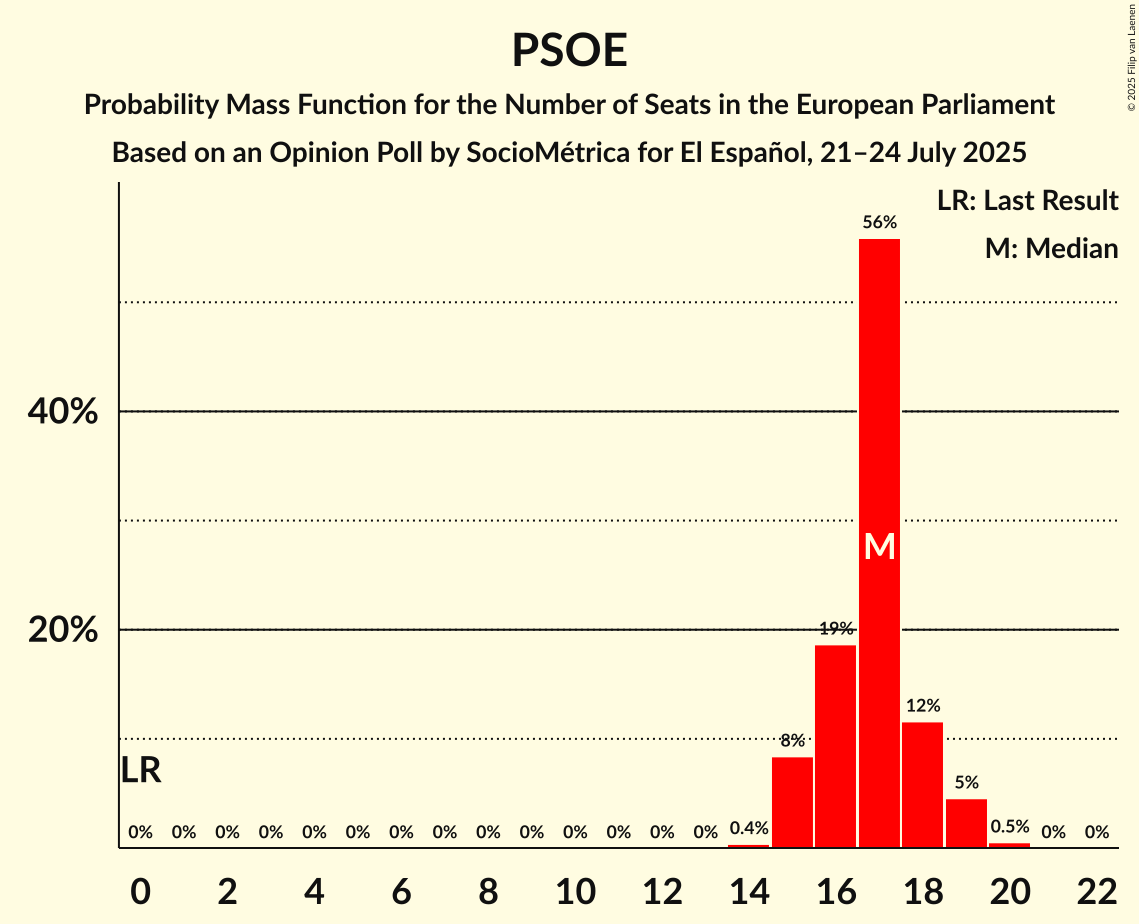 PSOE
Probability Mass Function for the Number of Seats in the European Parliament
Based on an Opinion Poll by SocioMétrica for El Español, 21–24 July 2025
© 2025 Filip van Laenen
LR: Last Result
M: Median
56%
40%
M
20%
19%
12%
8%
LR
5%
0% 0% 0% 0% 0% 0% 0% 0% 0% 0% 0% 0% 0% 0% 0.4% 0.5% 0% 0%
0 2 4 6 8 10 12 14 16 18 20 22